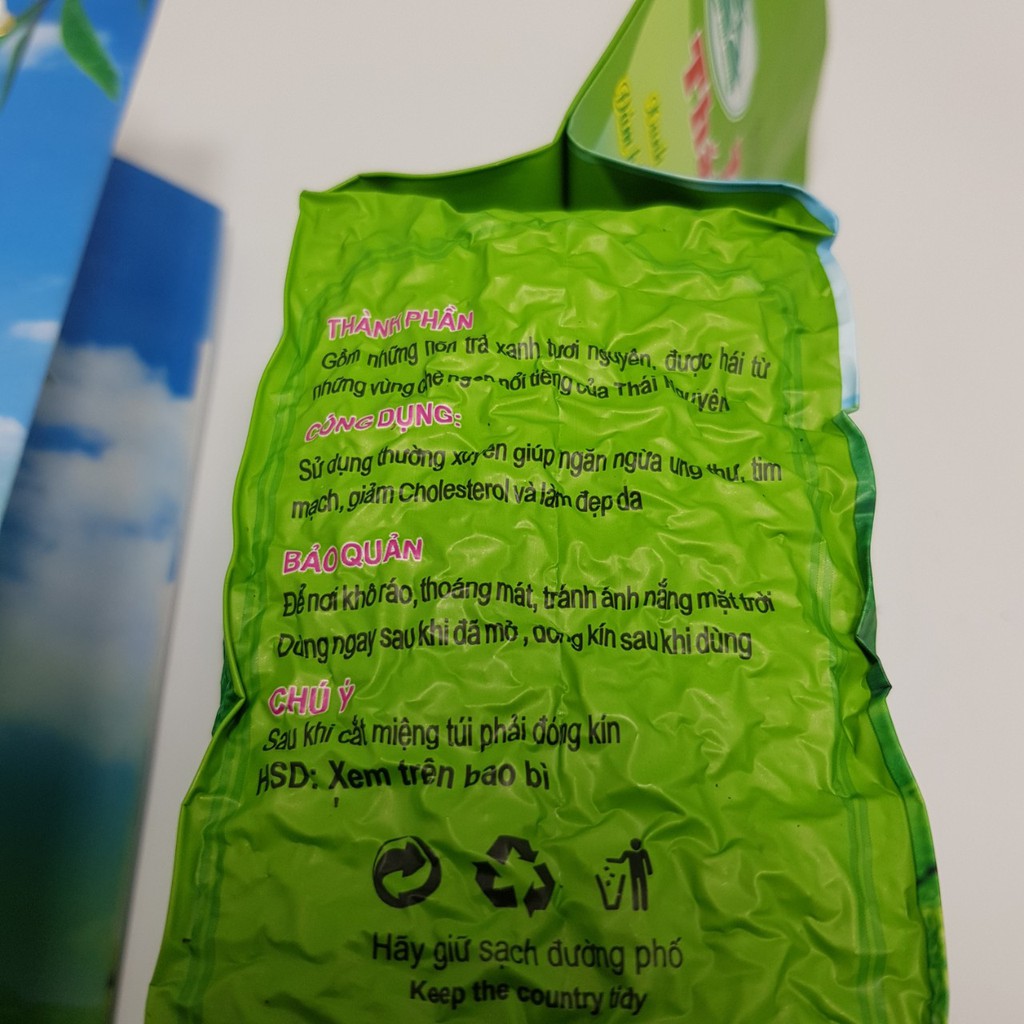 THÀNH PHẦN
Gồm những non trà xanh tươi nguyên, được hái từ
những vùng chè ngon nổi tiếng của Thái Nguyên
CÔNG DỤNG:
Sử dụng thường xuyên giúp ngăn ngừa ung thư, tim
mạch, giảm Cholesterol và làm đẹp da
BẢO QUẢN
Để nơi khô ráo, thoáng mát, tránh ánh nắng mặt trời
Dùng ngay sau khi đã mở, đóng kín sau khi dùng
CHÚ Ý
Sau khi cắt miệng túi phải đóng kín
HSD: Xem trên bao bì
Hãy giữ sạch đường phố
Keep the country tidy